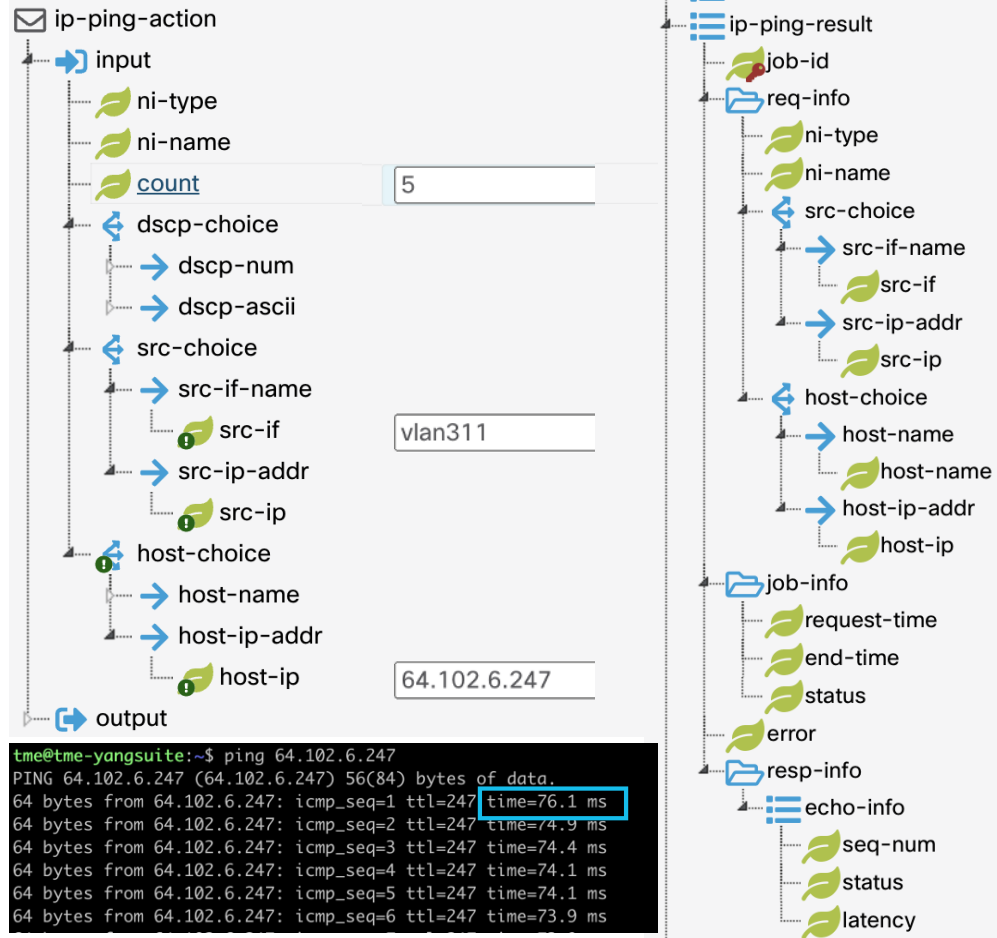 ip-ping-action
input
ni-type
ni-name
count
5
dscp-choice
dscp-num
dscp-ascii
src-choice
src-if-name
src-if
vlan311
src-ip-addr
src-ip
host-choice
host-name
host-ip-addr
host-ip
64.102.6.247
output
tme@tme-yangsuite:~$ ping 64.102.6.247
PING 64.102.6.247 (64.102.6.247) 56(84) bytes of data.
64 bytes from 64.102.6.247: icmp_seq=1 ttl=247 time=76.1 ms
64 bytes from 64.102.6.247: icmp_seq=2 ttl=247 time=74.9 ms
64 bytes from 64.102.6.247: icmp_seq=3 ttl=247 time=74.4 ms
64 bytes from 64.102.6.247: icmp_seq=4 ttl=247 time=74.1 ms
64 bytes from 64.102.6.247: icmp_seq=5 ttl=247 time=74.1 ms
64 bytes from 64.102.6.247: icmp_seq=6 ttl=247 time=73.9 ms
ip-ping-result
job-id
req-info
ni-type
ni-name
src-choice
src-if-name
src-if
src-ip-addr
src-ip
host-choice
host-name
host-name
host-ip-addr
host-ip
job-info
request-time
end-time
status
error
resp-info
echo-info
seq-num
status
latency